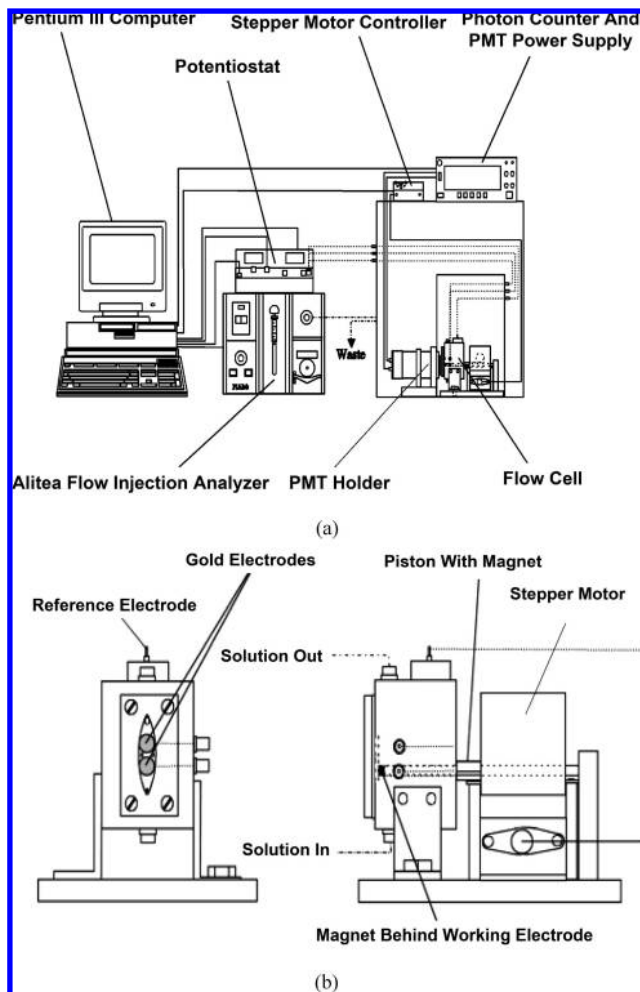 Pentium III Computer
Stepper Motor Controller
Photon Counter And
PMT Power Supply
Potentiostat
Waste
Alitea Flow Injection Analyzer
PMT Holder
Flow Cell
(a)
Gold Electrodes
Piston With Magnet
Reference Electrode
Stepper Motor
Solution Out
Solution In
Magnet Behind Working Electrode
(b)